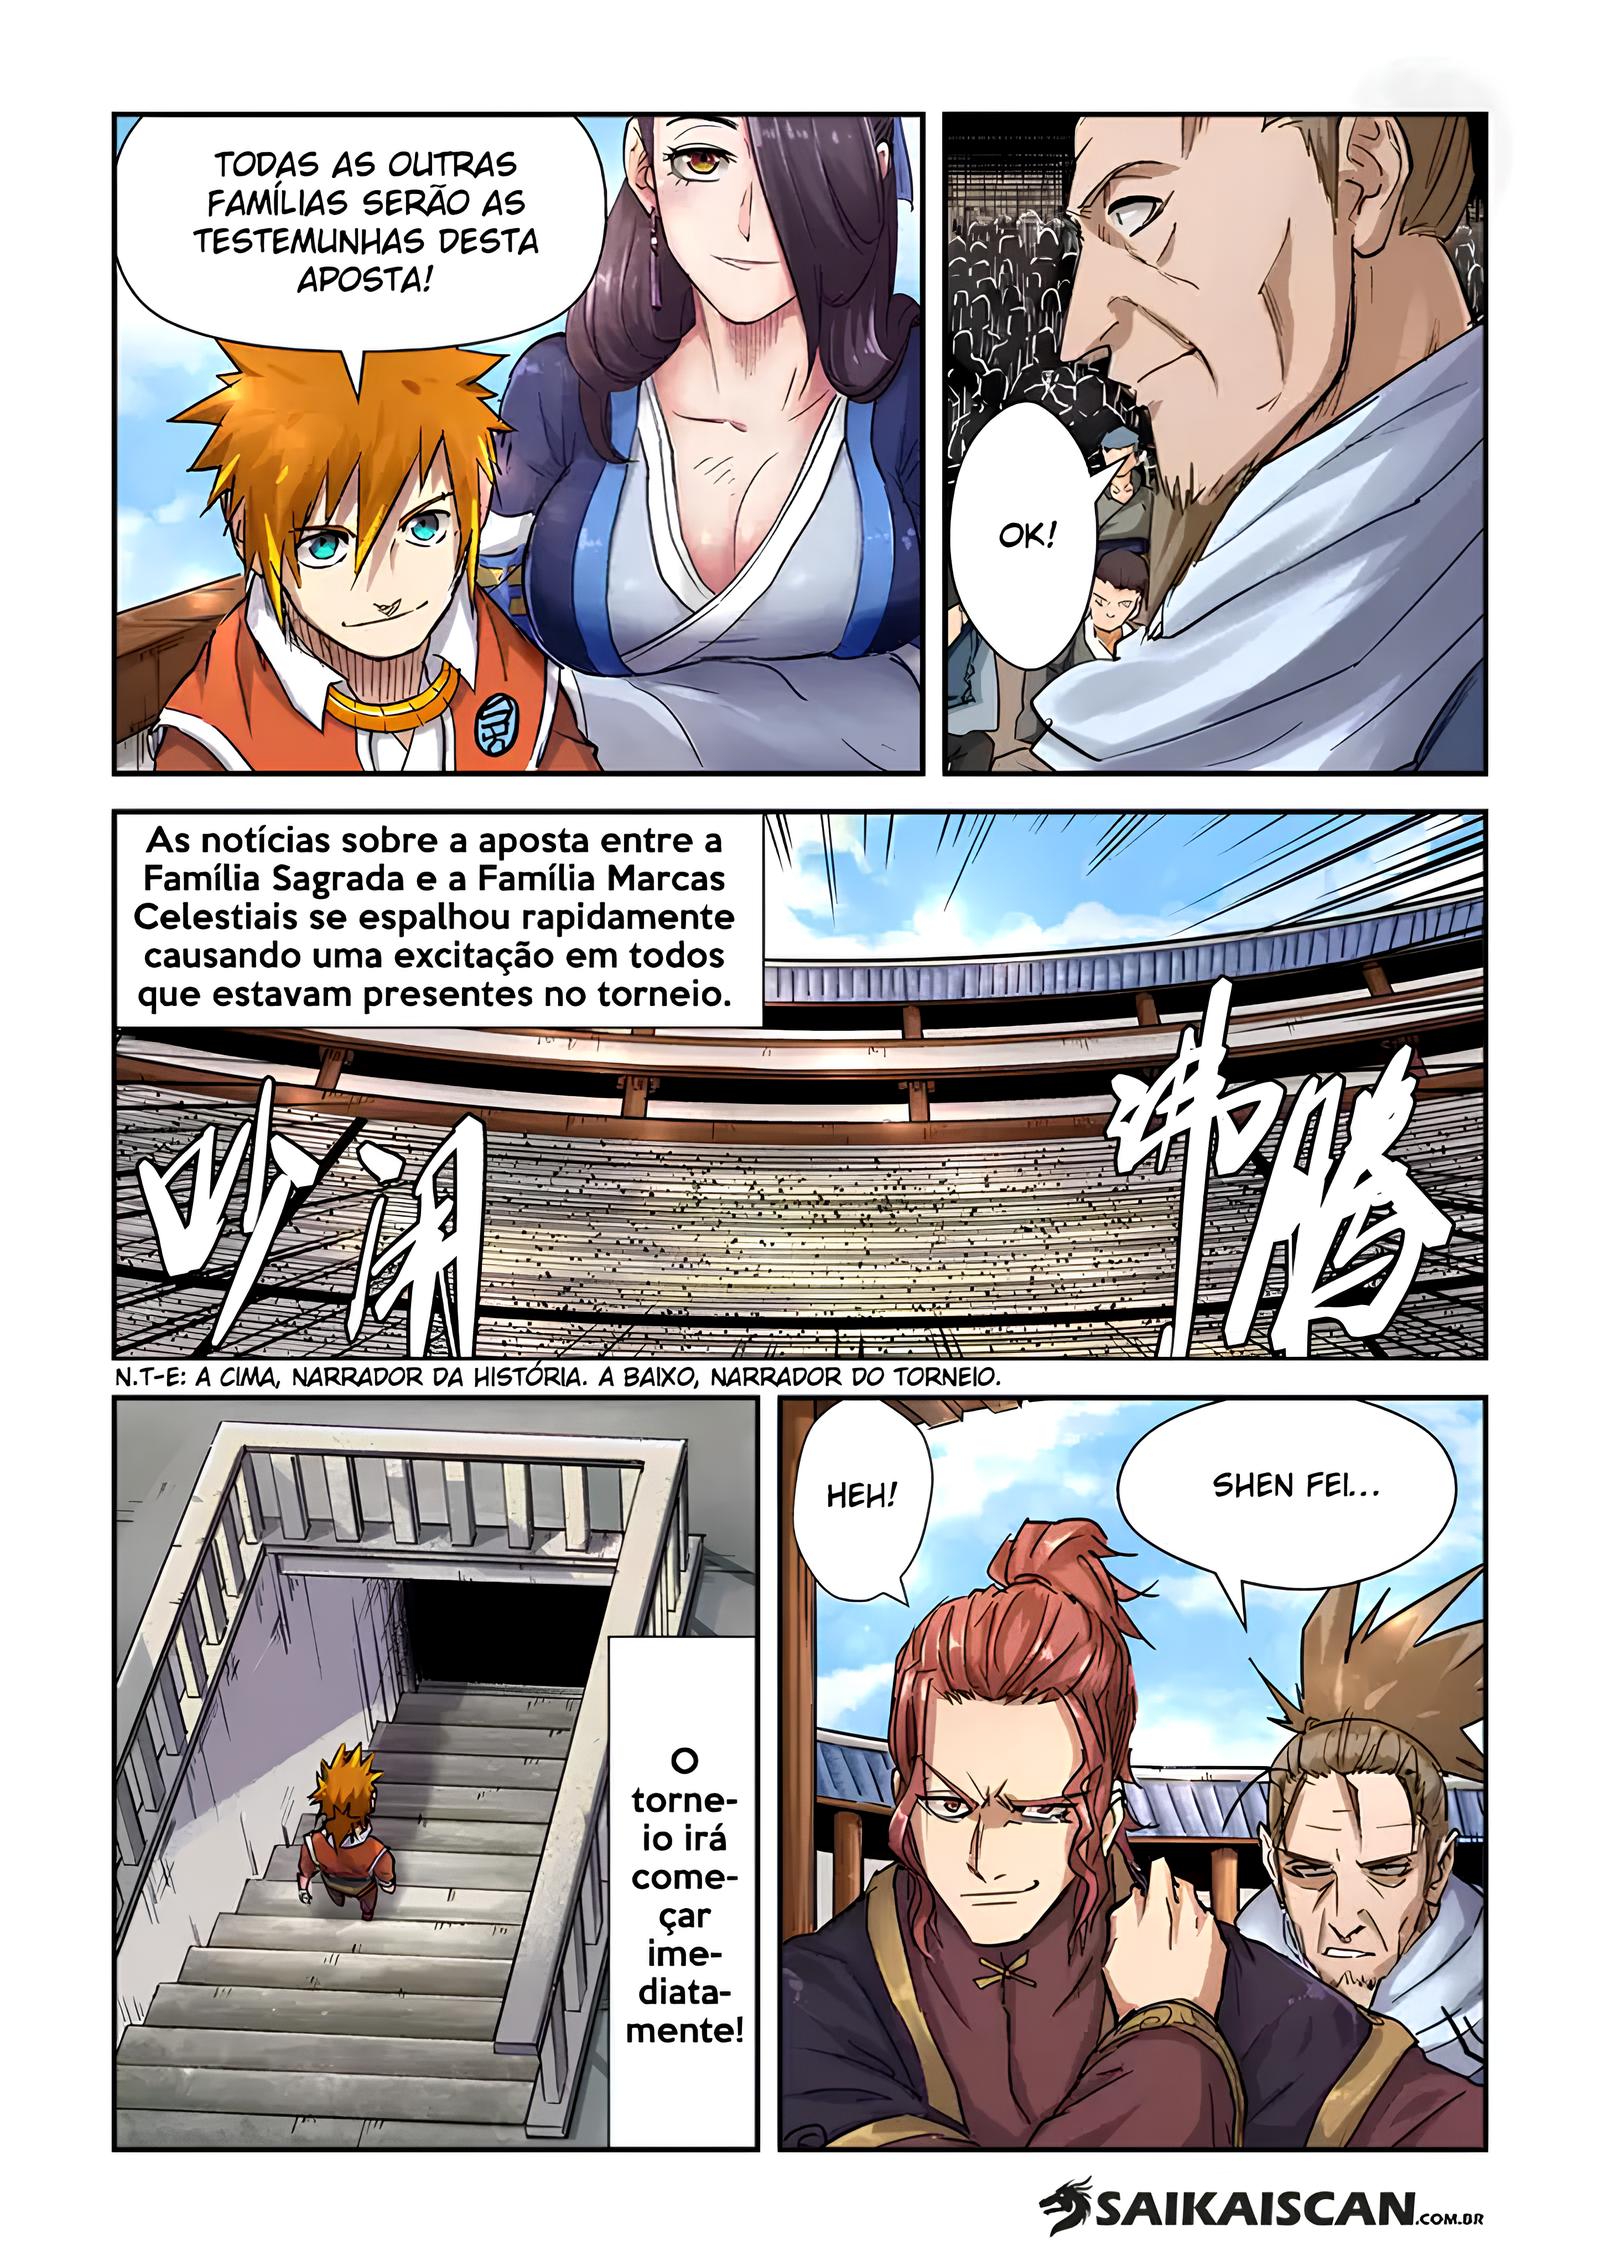 TODAS AS OUTRAS
FAMÍLIAS SERÃO AS
TESTEMUNHAS DESTA
APOSTA!
OK!
As notícias sobre a aposta entre a
Família Sagrada e a Família Marcas
Celestiais se espalhou rapidamente
causando uma excitação em todos
que estavam presentes no torneio.
吵闹
沸腾
N.T-E: A CIMA, NARRADOR DA HISTÓRIA. A BAIXO, NARRADOR DO TORNEIO.
O
torne-
io irá
come-
çar
ime-
diata-
mente!
HEH!
SHEN FEI...
SAIKAISCAN.COM.BR